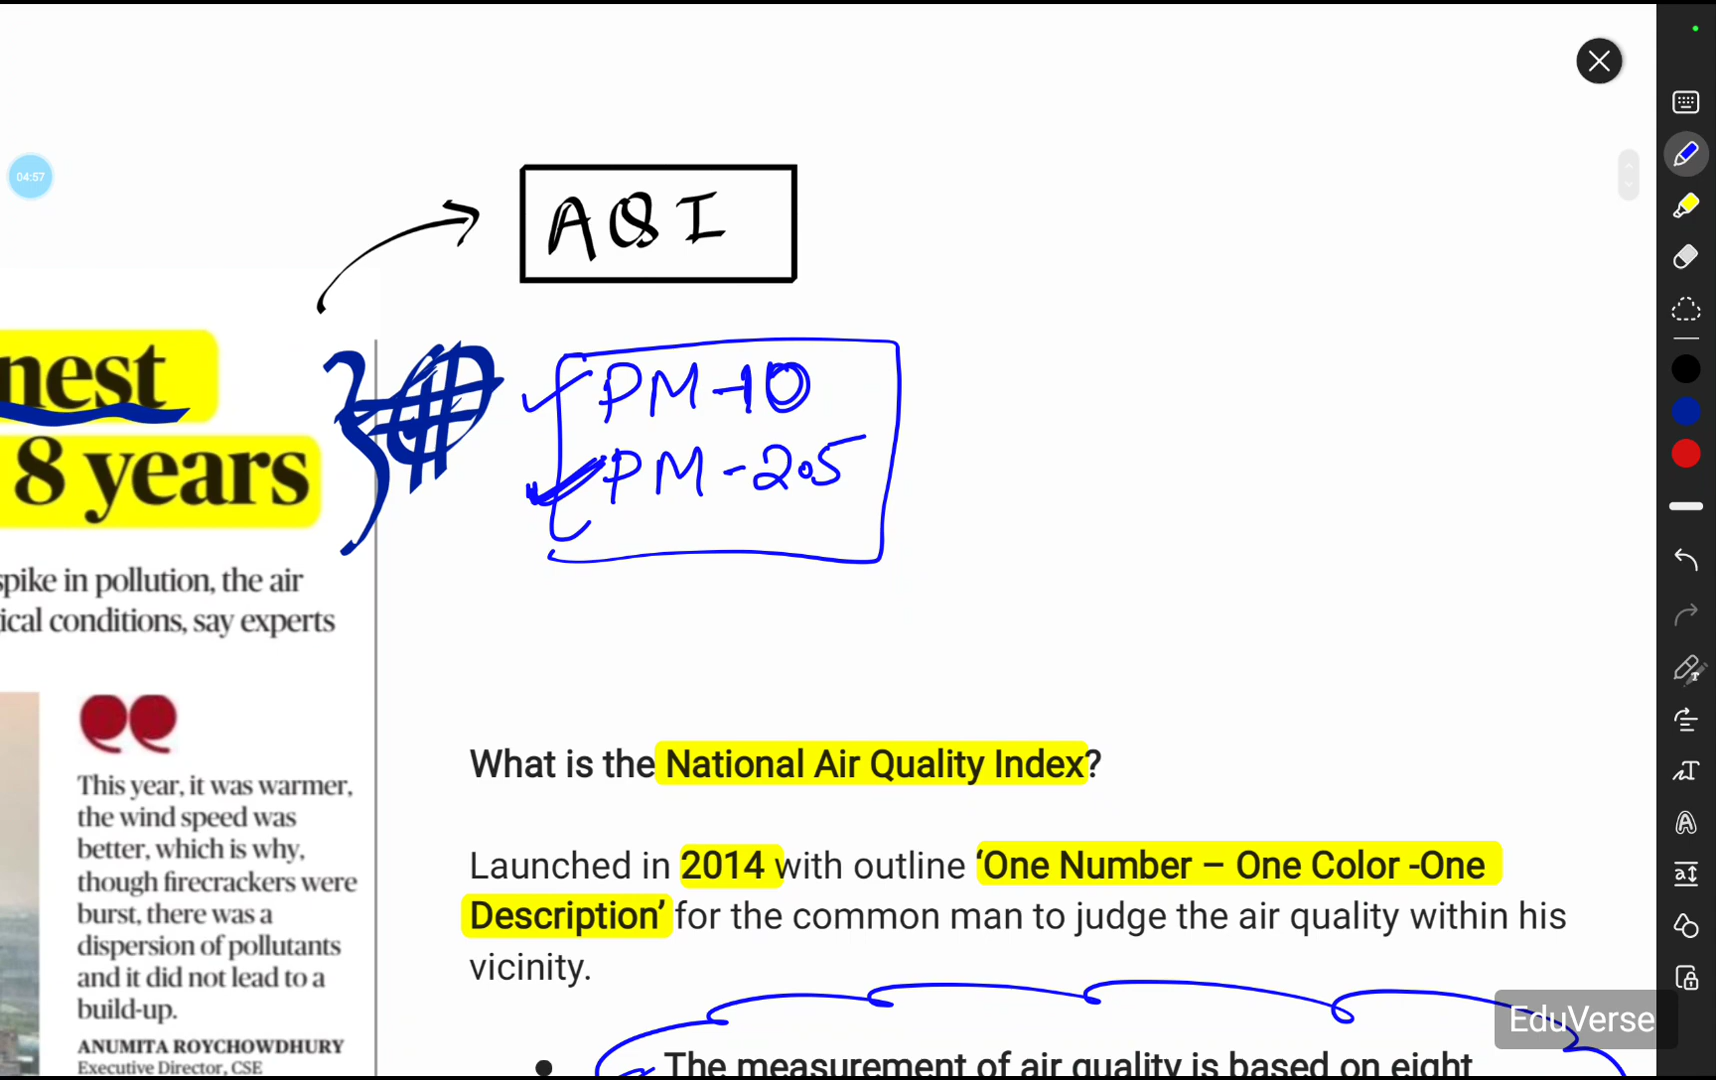 04:57
AQI
nest
8 years
PM-10
PM-2.5
spike in pollution, the air
ical conditions, say experts
This year, it was warmer,
the wind speed was
better, which is why,
though firecrackers were
burst, there was a
dispersion of pollutants
and it did not lead to a
build-up.
ANUMITA ROYCHOWDHURY
Executive Director, CSE
What is the National Air Quality Index?
Launched in 2014 with outline ‘One Number – One Color -One
Description’ for the common man to judge the air quality within his
vicinity.
• The measurement of air quality is based on eight
EduVerse